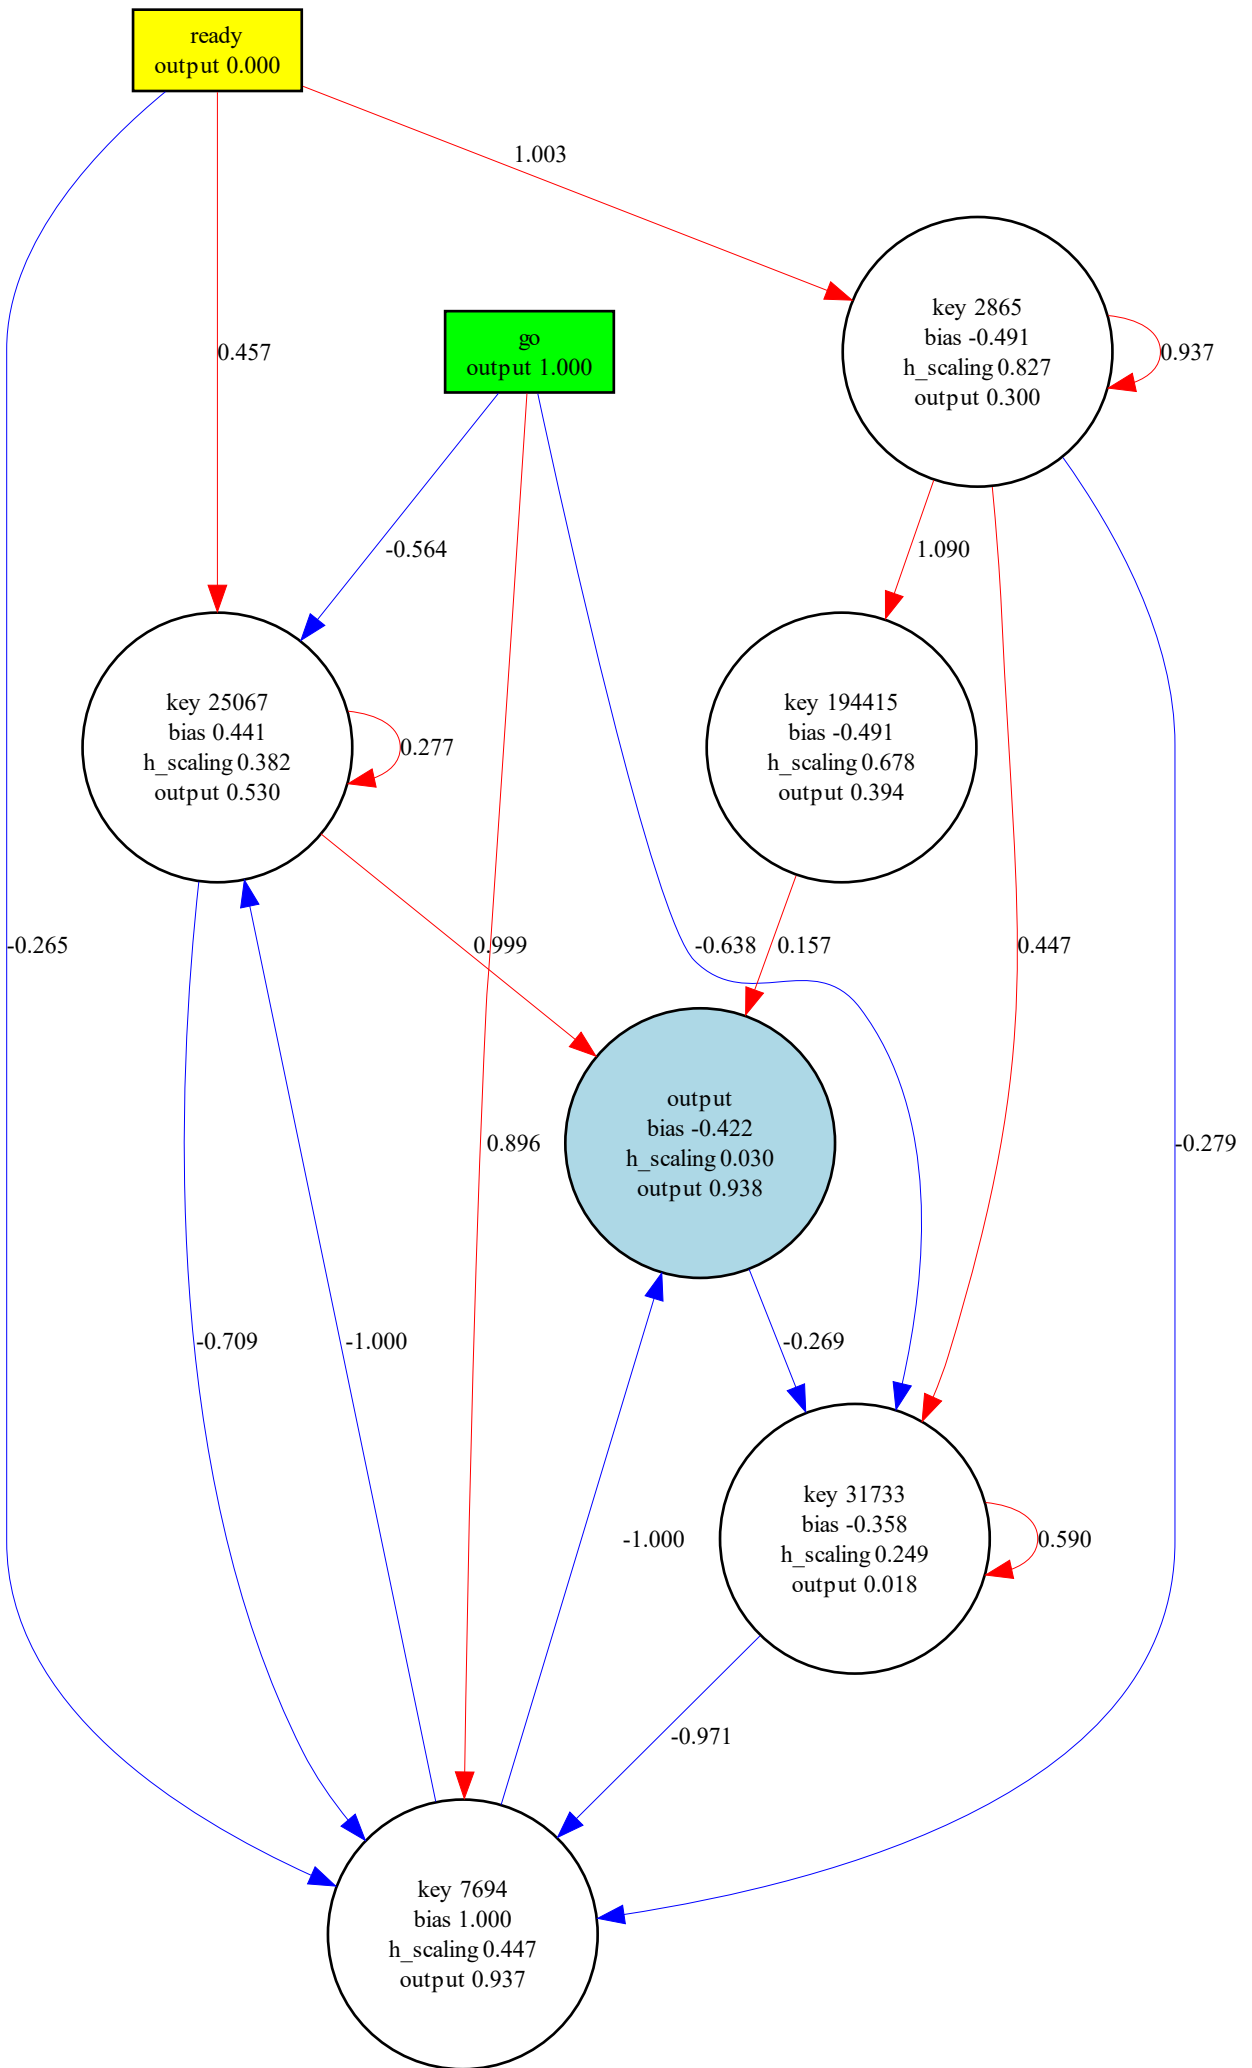 ready
output 0.000
1.003
go
output 1.000
key 2865
bias -0.491
h_scaling 0.827
output 0.300
0.937
0.457
-0.564
1.090
key 25067
bias 0.441
h_scaling 0.382
output 0.530
0.277
key 194415
bias -0.491
h_scaling 0.678
output 0.394
-0.265
0.999
-0.638
0.157
0.447
output
bias -0.422
h_scaling 0.030
output 0.938
0.896
-0.279
-0.709
-1.000
-0.269
-1.000
key 31733
bias -0.358
h_scaling 0.249
output 0.018
0.590
-0.971
key 7694
bias 1.000
h_scaling 0.447
output 0.937